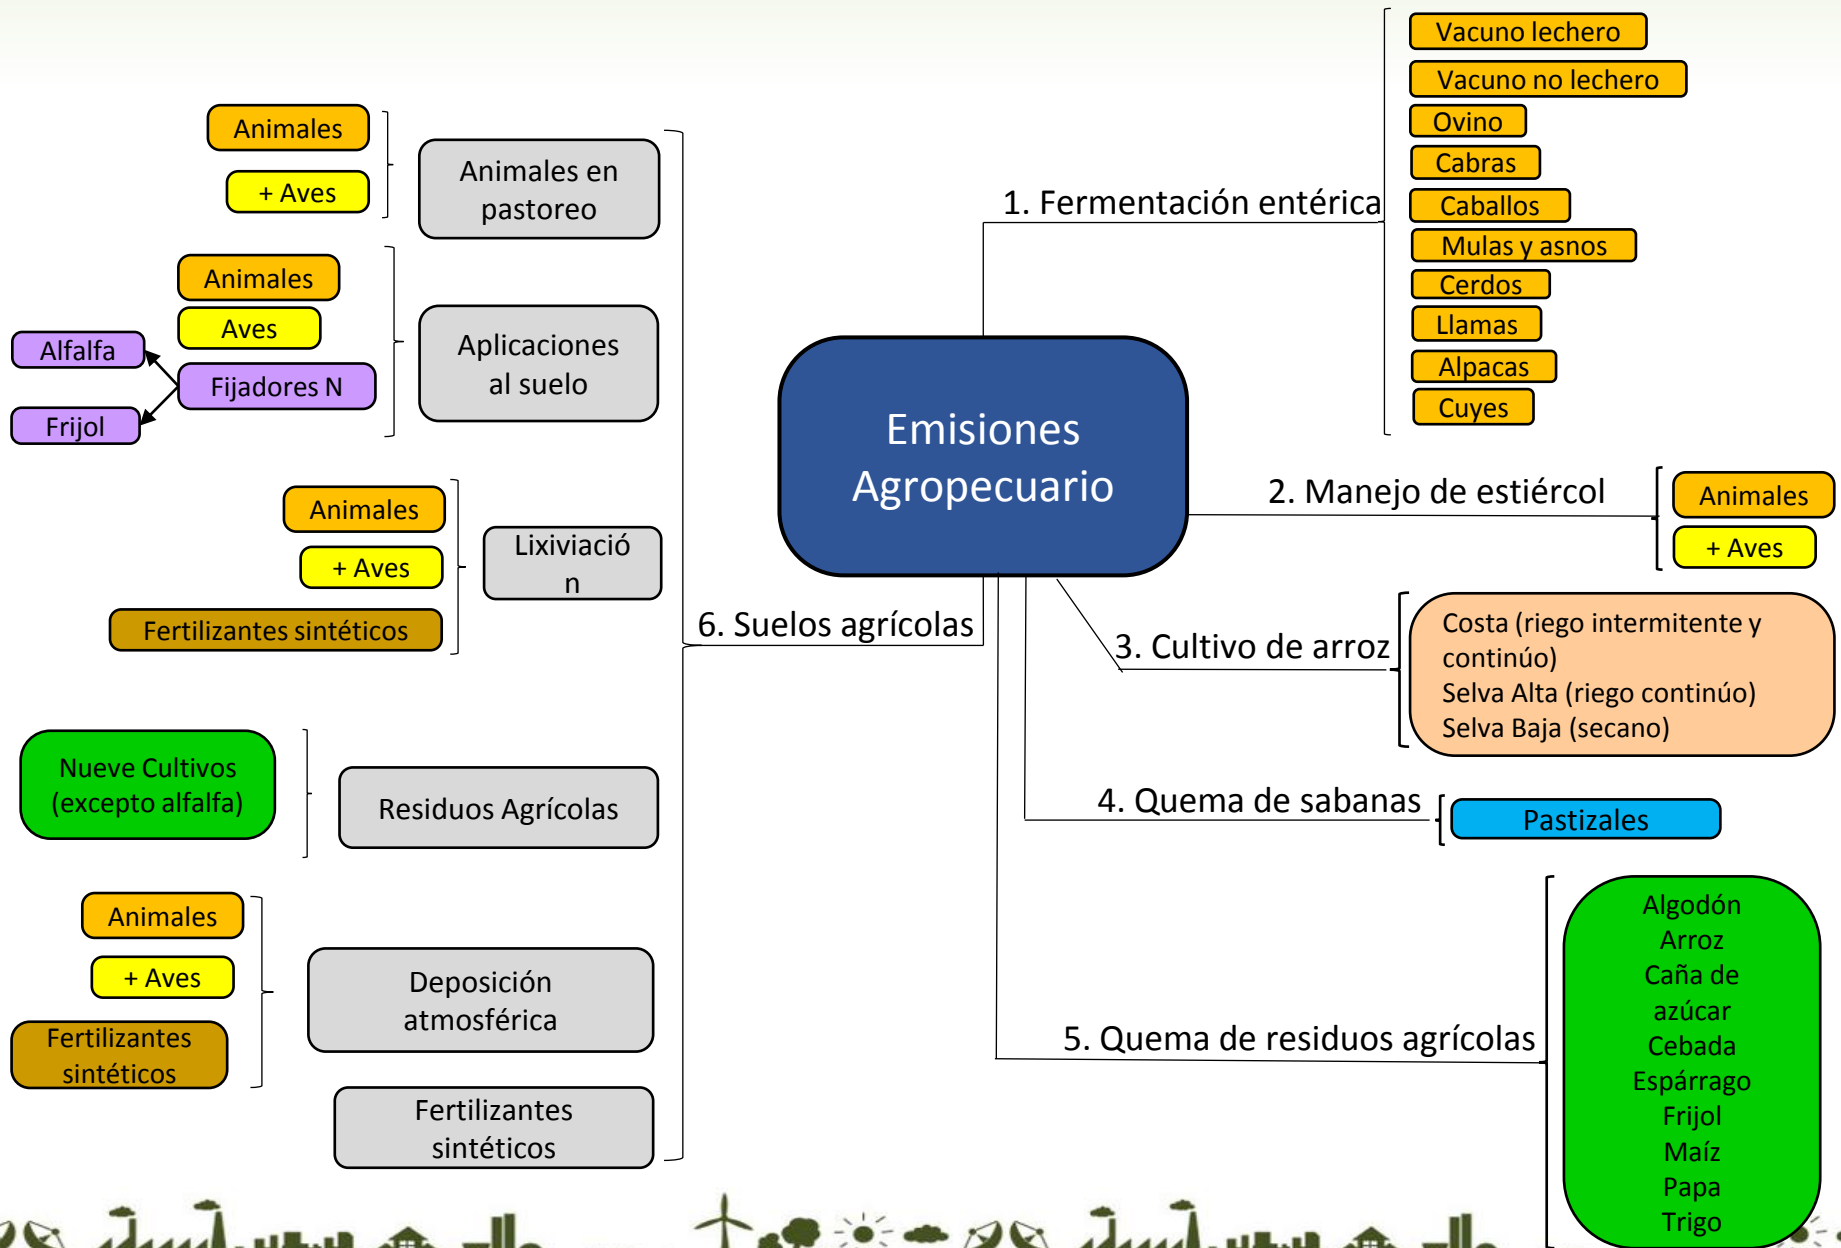 Emisiones
Agropecuario
1. Fermentación entérica
Vacuno lechero
Vacuno no lechero
Ovino
Cabras
Caballos
Mulas y asnos
Cerdos
Llamas
Alpacas
Cuyes
2. Manejo de estiércol
Animales
+ Aves
3. Cultivo de arroz
Costa (riego intermitente y
continúo)
Selva Alta (riego continúo)
Selva Baja (secano)
4. Quema de sabanas
Pastizales
5. Quema de residuos agrícolas
Algodón
Arroz
Caña de
azúcar
Cebada
Espárrago
Frijol
Maíz
Papa
Trigo
6. Suelos agrícolas
Animales en
pastoreo
Animales
+ Aves
Aplicaciones
al suelo
Animales
Aves
Fijadores N
Alfalfa
Frijol
Lixiviació
n
Animales
+ Aves
Fertilizantes sintéticos
Residuos Agrícolas
Nueve Cultivos
(excepto alfalfa)
Deposición
atmosférica
Animales
+ Aves
Fertilizantes
sintéticos
Fertilizantes
sintéticos